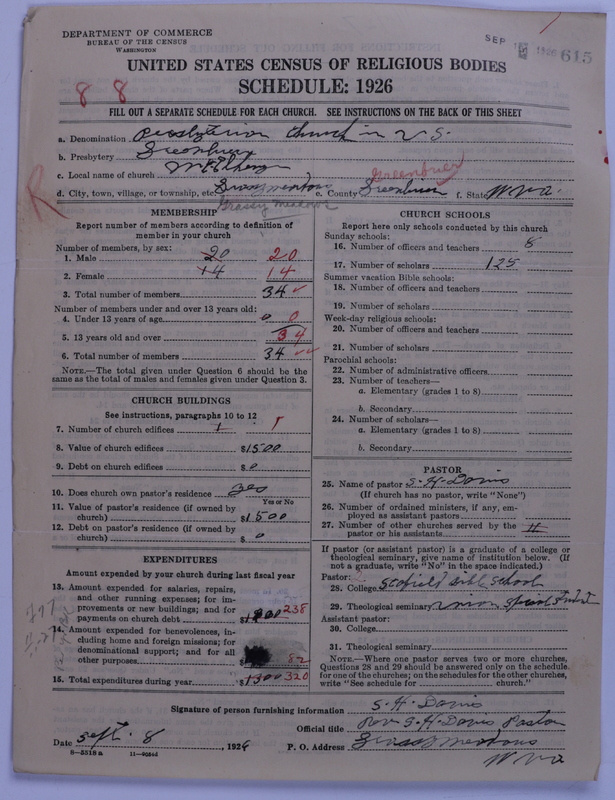 DEPARTMENT OF COMMERCE
BUREAU OF THE CENSUS
WASHINGTON
SEP
615
UNITED STATES CENSUS OF RELIGIOUS BODIES
8 8
SCHEDULE: 1926
FILL OUT A SEPARATE SCHEDULE FOR EACH CHURCH. SEE INSTRUCTIONS ON THE BACK OF THIS SHEET
a. Denomination Presbyterian Church in U.S.
b. Presbytery Greenbrier
c. Local name of church
Greenbrier
d. City, town, village, or township, etc. Grassy Meadows e. County Greenbrier f. State W Va.
Grassy Meadows
R
MEMBERSHIP
Report number of members according to definition of member in your church
Number of members, by sex:
1. Male 20 20
2. Female 14 14
3. Total number of members 34
Number of members under and over 13 years old:
4. Under 13 years of age 0 0
5. 13 years old and over 34
6. Total number of members 34
NOTE.—The total given under Question 6 should be
same as the total of males and females given under Question 3.
CHURCH BUILDINGS
See instructions, paragraphs 10 to 12
7. Number of church edifices 1 1
8. Value of church edifices $1500
9. Debt on church edifices $0
10. Does church own pastor's residence yes
Yes or No
11. Value of pastor's residence (if owned by
church) $1500
12. Debt on pastor's residence (if owned by
church) $0
EXPENDITURES
Amount expended by your church during last fiscal year
13. Amount expended for salaries, repairs,
and other running expenses; for im-
provements or new buildings; and for
payments on church debt $ 238
14. Amount expended for benevolences, in-
cluding home and foreign missions; for
denominational support; and for all
other purposes $ 82
15. Total expenditures during year $1300 320
CHURCH SCHOOLS
Report here only schools conducted by this church
Sunday schools:
16. Number of officers and teachers 8
17. Number of scholars 125
Summer vacation Bible schools:
18. Number of officers and teachers
19. Number of scholars
Week-day religious schools:
20. Number of officers and teachers
21. Number of scholars
Parochial schools:
22. Number of administrative officers
23. Number of teachers—
a. Elementary (grades 1 to 8)
b. Secondary
24. Number of scholars—
a. Elementary (grades 1 to 8)
b. Secondary
PASTOR
25. Name of pastor S. H. Davis
(If church has no pastor, write "None")
26. Number of ordained ministers, if any, em-
ployed as assistant pastors
27. Number of other churches served by the
pastor or his assistants
If pastor (or assistant pastor) is a graduate of a college or
theological seminary, give name of institution below. (If
not a graduate, write "No" in the space indicated.)
Pastor:
28. College Scofield Bible School
29. Theological seminary Union Special Student
Assistant pastor:
30. College
31. Theological seminary
NOTE.—Where one pastor serves two or more churches,
Questions 28 and 29 should be answered only on the schedule
for one of the churches; on the schedules for the other churches,
write "See schedule for church."
Signature of person furnishing information S. H. Davis
Official title Rev. S. H. Davis Pastor
Date Sept. 8, 1926 P. O. Address Grassy Meadows
W Va
8—5518 a